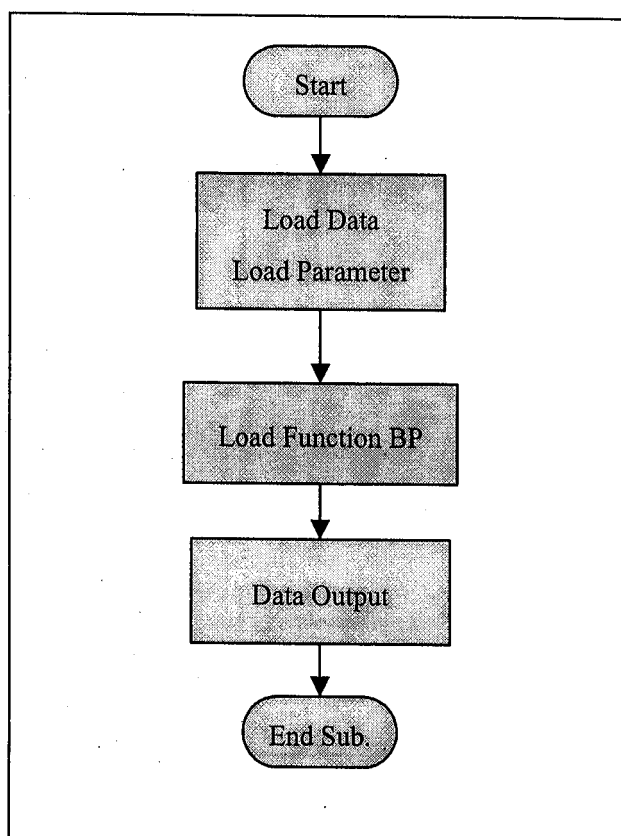 Start
Load Data
Load Parameter
Load Function BP
Data Output
End Sub.